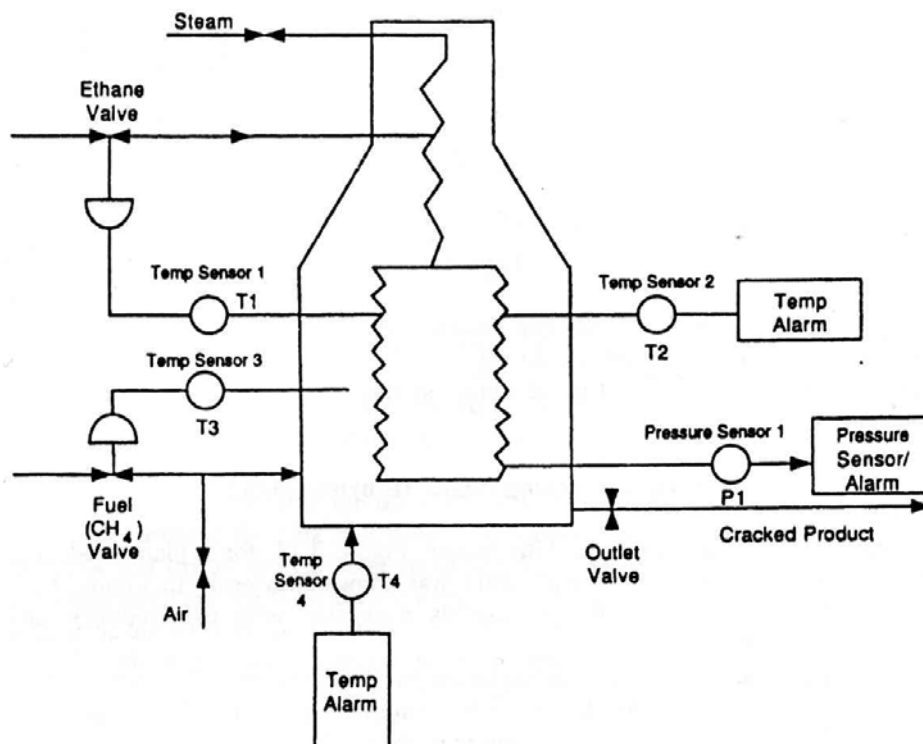 Steam
Ethane
Valve
Temp Sensor 1
T1
Temp Sensor 2
T2
Temp
Alarm
Temp Sensor 3
T3
Pressure Sensor 1
P1
Pressure
Sensor/
Alarm
Fuel
(CH4)
Valve
Air
Temp
Sensor
4
T4
Temp
Alarm
Outlet
Valve
Cracked Product